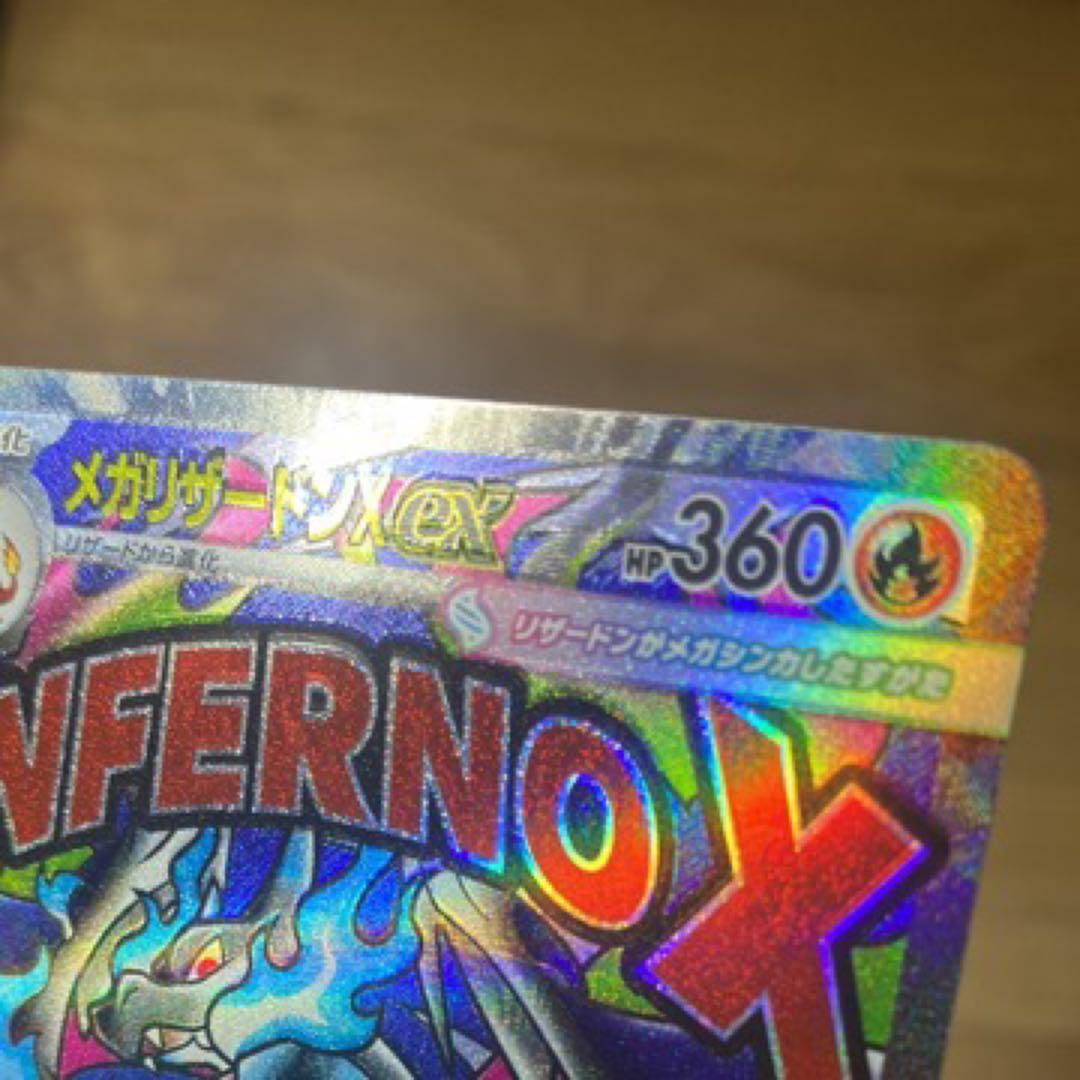 化
メガリザードンXex
HP360
リザードから進化
リザードンがメガシンカしたすがた
NFERNO X